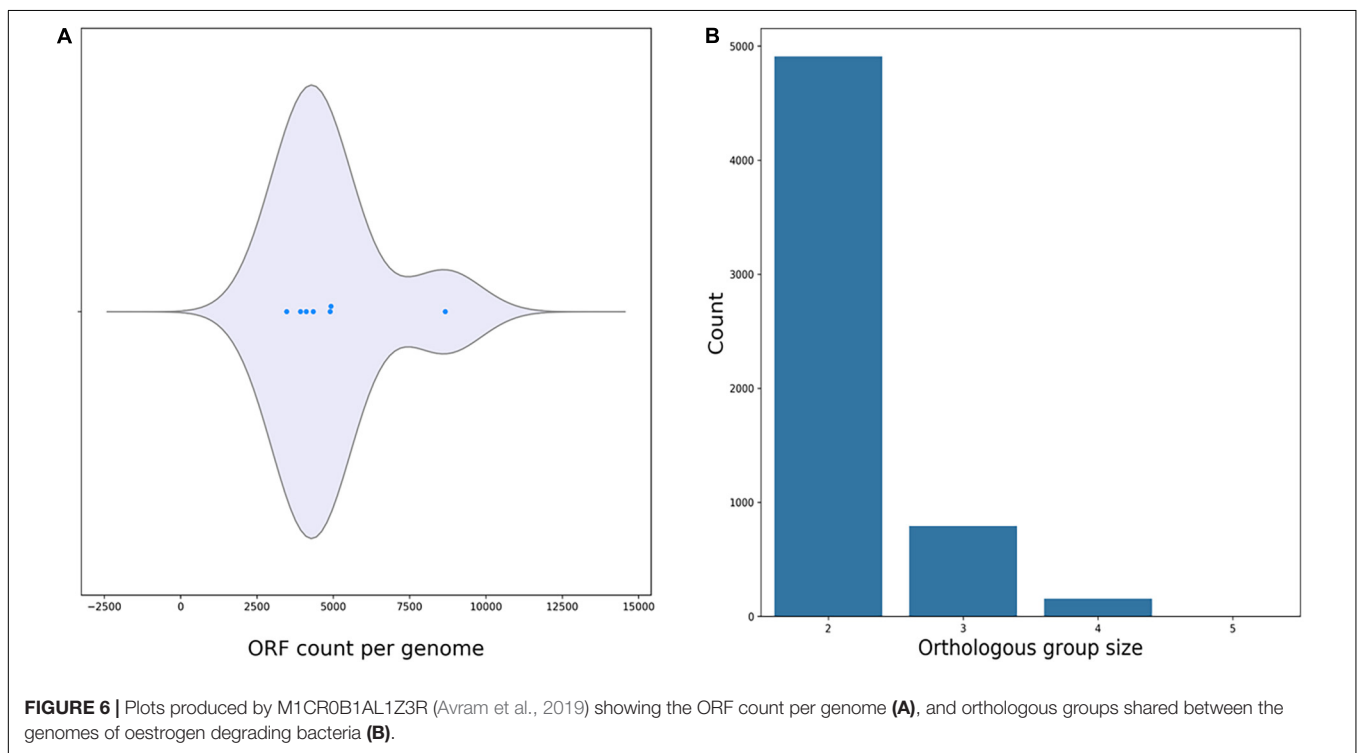 A
−2500 0 2500 5000 7500 10000 12500 15000
ORF count per genome
B
5000
4000
3000
2000
1000
0
Count
2 3 4 5
Orthologous group size
FIGURE 6 | Plots produced by M1CR0B1AL1Z3R (Avram et al., 2019) showing the ORF count per genome (A), and orthologous groups shared between the
genomes of oestrogen degrading bacteria (B).